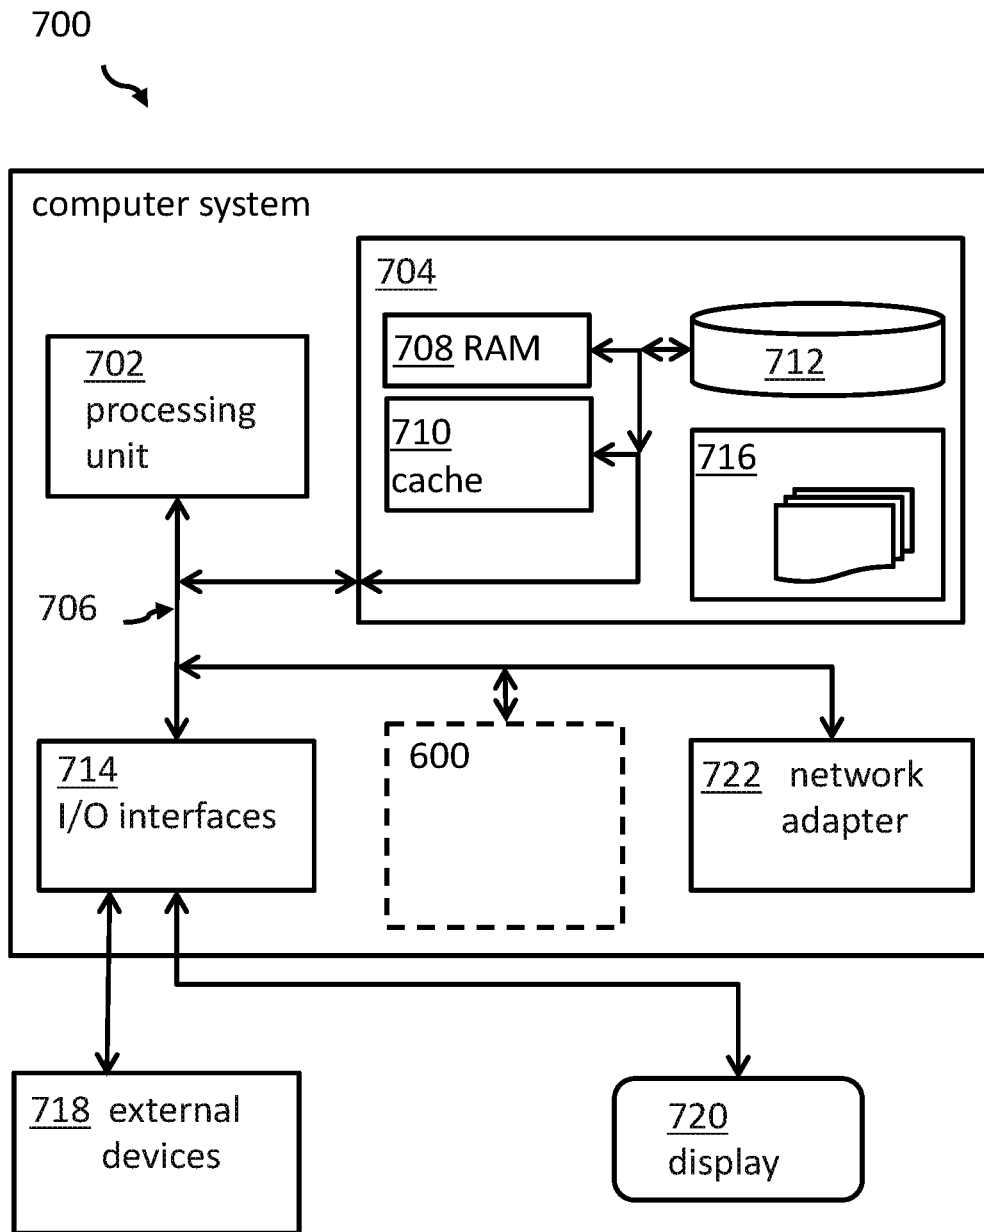 700
computer system
704
708 RAM
712
702
processing
unit
710
cache
716
706
714
I/O interfaces
600
722 network
adapter
718 external
devices
720
display